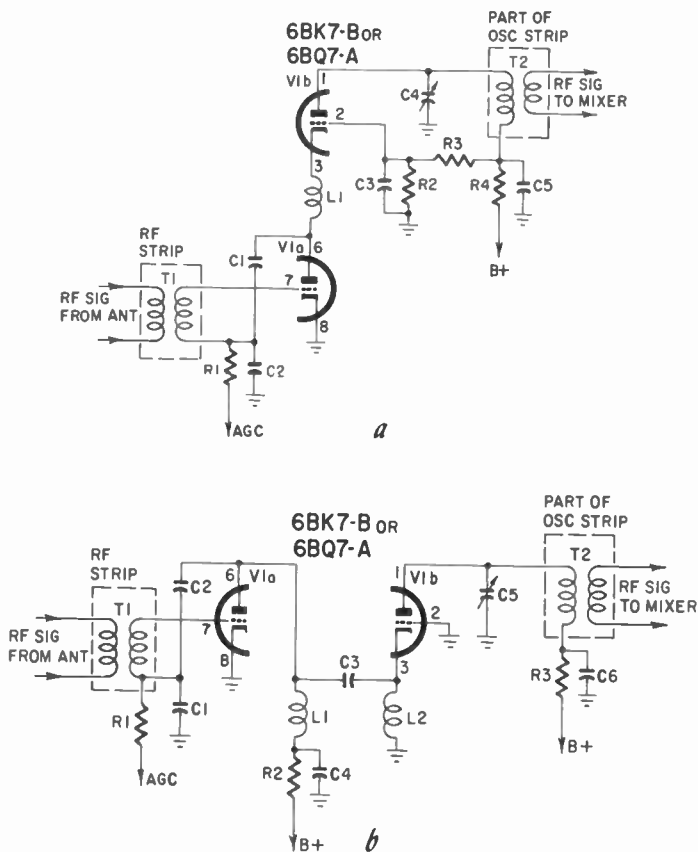 6BK7-B OR
6BQ7-A
PART OF
OSC STRIP
V1b
1
T2
C4
RF SIG
TO MIXER
2
R3
3
C3
R2
R4
C5
L1
B+
RF
STRIP
C1
V1a
6
T1
7
RF SIG
FROM ANT
8
R1
C2
AGC
a
6BK7-B OR
6BQ7-A
PART OF
OSC STRIP
RF
STRIP
6
V1a
1
V1b
T2
C2
C5
T1
7
2
RF SIG
TO MIXER
RF SIG
FROM ANT
8
C3
3
R3
C6
R1
C1
L1
L2
B+
AGC
R2
C4
B+
b